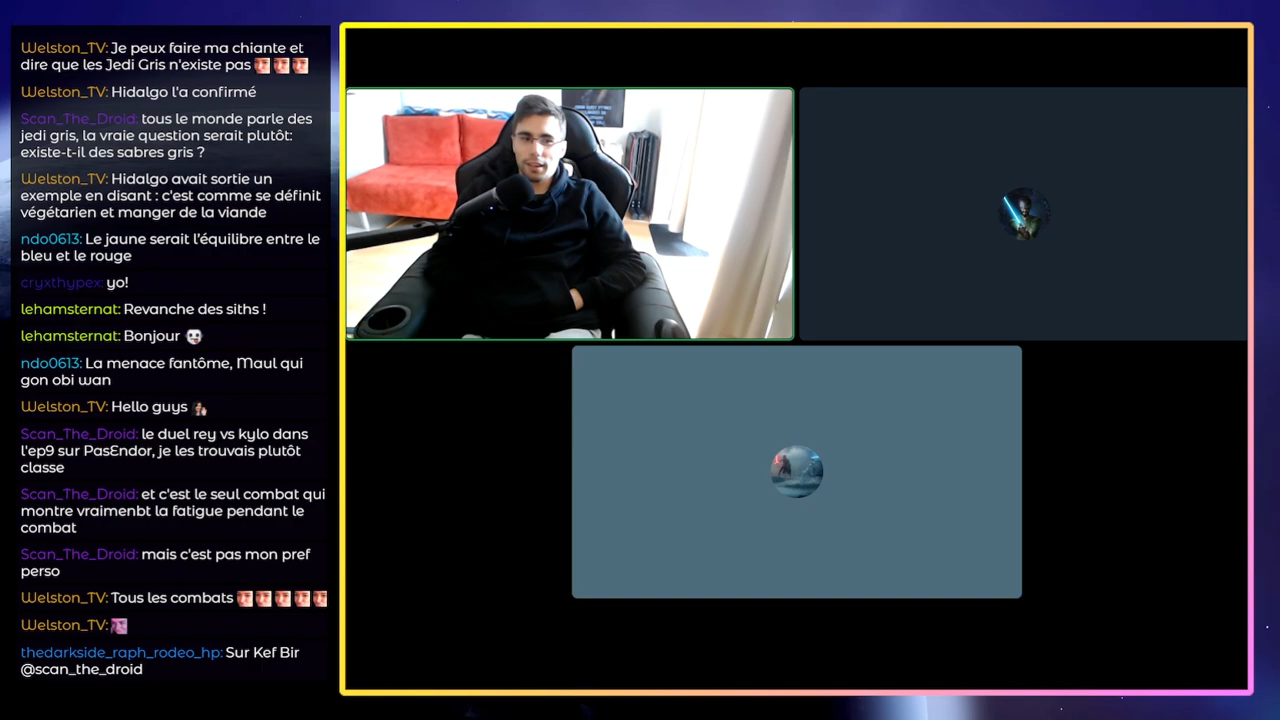 Welston_TV: Je peux faire ma chiante et
dire que les Jedi Gris n'existe pas
Welston_TV: Hidalgo l'a confirmé
Scan_The_Droid: tous le monde parle des
jedi gris, la vraie question serait plutôt:
existe-t-il des sabres gris ?
Welston_TV: Hidalgo avait sortie un
exemple en disant : c'est comme se définit
végétarien et manger de la viande
ndo0613: Le jaune serait l'équilibre entre le
bleu et le rouge
cryxthypex: yo!
lehamsternat: Revanche des siths !
lehamsternat: Bonjour
ndo0613: La menace fantôme, Maul qui
gon obi wan
Welston_TV: Hello guys
Scan_The_Droid: le duel rey vs kylo dans
l'ep9 sur PasEndor, je les trouvais plutôt
classe
Scan_The_Droid: et c'est le seul combat qui
montre vraimenbt la fatigue pendant le
combat
Scan_The_Droid: mais c'est pas mon pref
perso
Welston_TV: Tous les combats
Welston_TV:
thedarkside_raph_rodeo_hp: Sur Kef Bir
@scan_the_droid